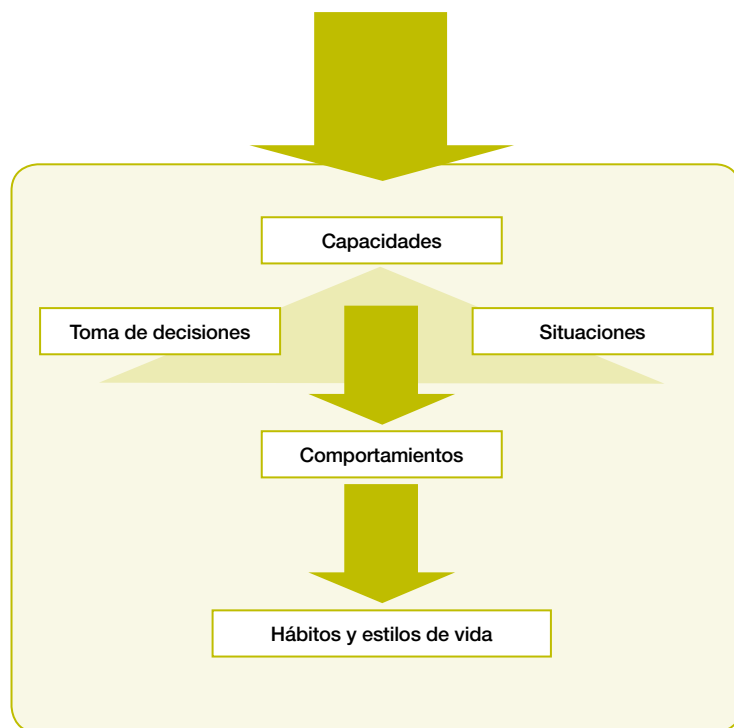 Capacidades
Toma de decisiones
Situaciones
Comportamientos
Hábitos y estilos de vida